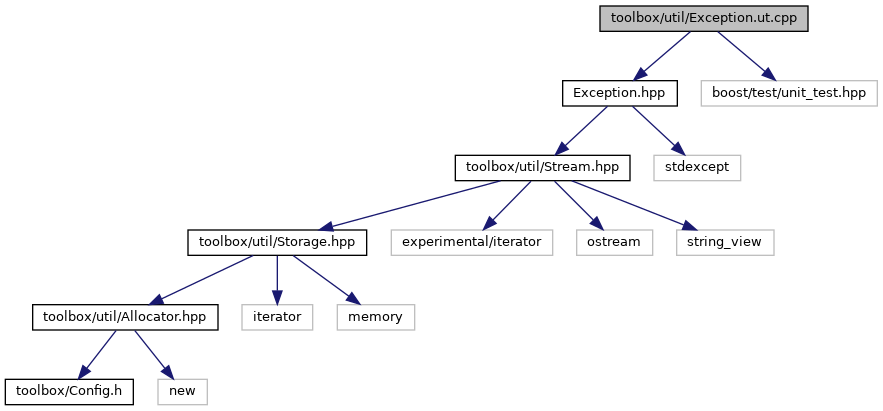 toolbox/util/Exception.ut.cpp
Exception.hpp
boost/test/unit_test.hpp
toolbox/util/Stream.hpp
stdexcept
toolbox/util/Storage.hpp
experimental/iterator
ostream
string_view
toolbox/util/Allocator.hpp
iterator
memory
toolbox/Config.h
new